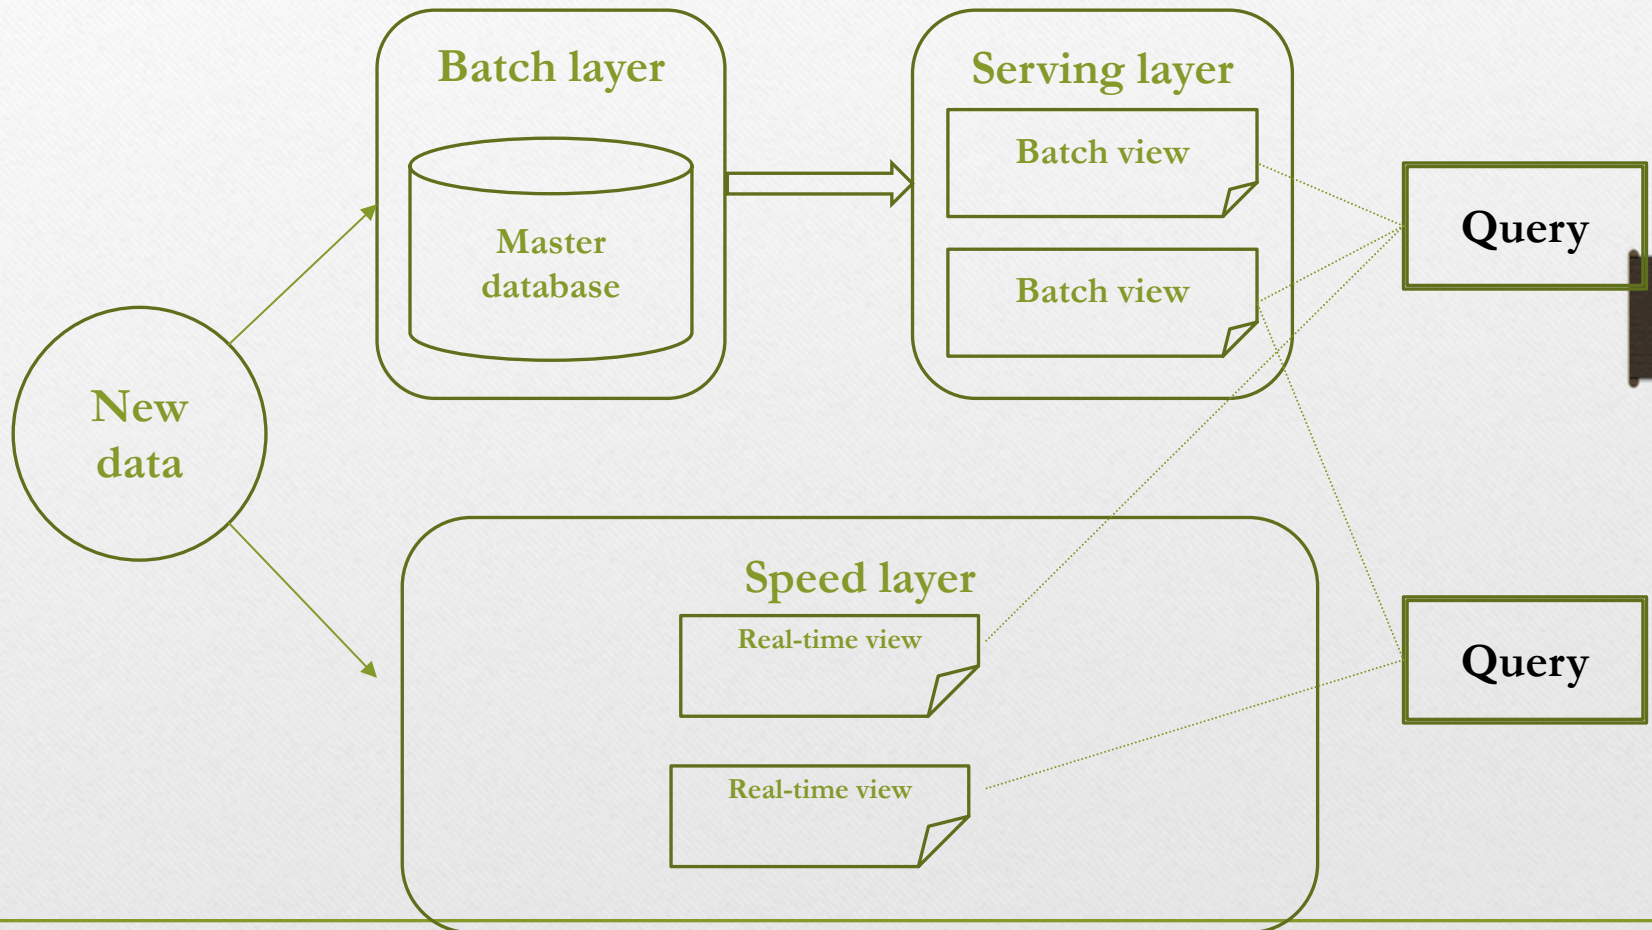 Batch layer
Master
database
Serving layer
Batch view
Batch view
Query
New
data
Speed layer
Real-time view
Real-time view
Query